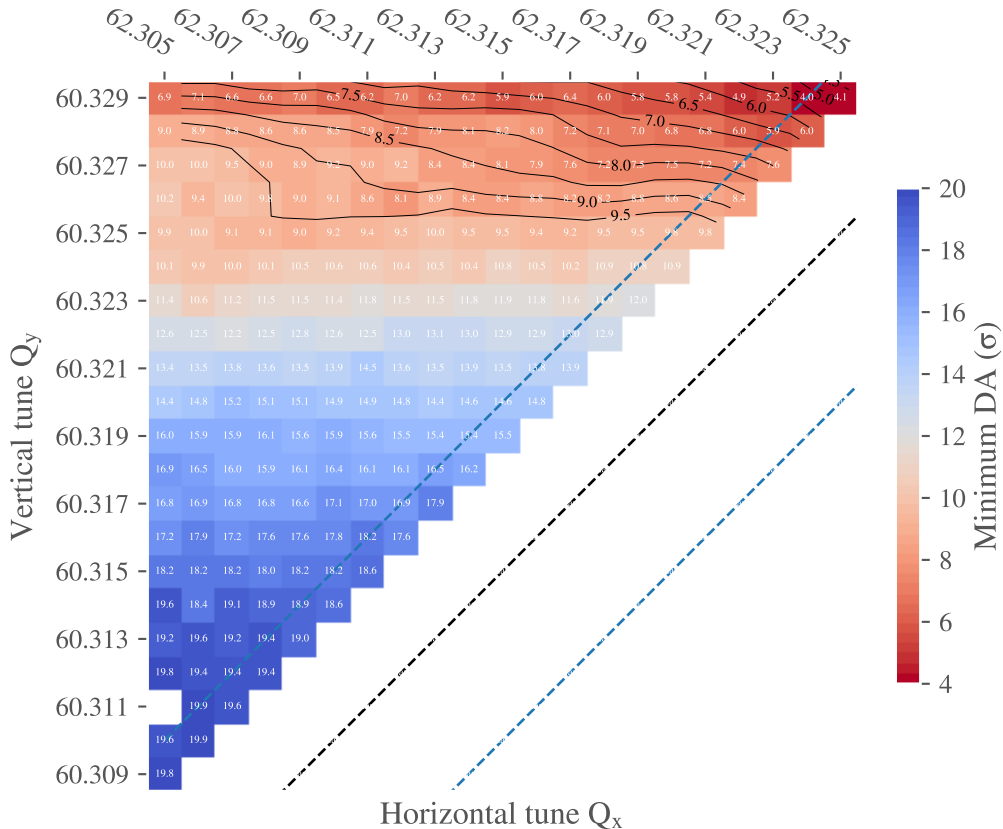 62.305 62.307 62.309 62.311 62.313 62.315 62.317 62.319 62.321 62.323 62.325
60.329 6.9 7.1 6.6 6.6 7.0 6.5 6.2 7.0 6.2 6.2 5.9 6.0 6.4 6.0 5.8 5.8 5.4 4.9 5.2 4.0 4.1
9.0 8.9 8.8 8.6 8.6 8.5 7.9 7.2 7.9 7.8 8.2 8.0 7.2 7.1 7.0 6.8 6.8 6.0 5.9 6.0
60.327 10.0 10.0 9.5 9.0 8.9 9.2 9.0 9.2 8.4 8.4 8.1 7.9 7.6 7.5 7.5 7.2 7.4 7.6
10.2 9.4 9.0 9.0 9.1 8.6 8.1 8.9 8.4 8.4 8.8 8.8 8.6 8.4
60.325 9.9 10.0 9.1 9.1 9.0 9.2 9.4 9.5 10.0 9.5 9.5 9.4 9.2 9.5 9.5 9.8
10.1 9.9 10.0 10.1 10.5 10.6 10.6 10.4 10.5 10.4 10.8 10.5 10.2 10.9 10.8 10.9
60.323 11.4 10.6 11.2 11.5 11.5 11.4 11.8 11.5 11.5 11.8 11.9 11.8 11.6 12.0
12.6 12.5 12.2 12.5 12.8 12.6 12.5 13.0 13.1 13.0 12.9 12.9 12.9
60.321 13.4 13.5 13.8 13.5 13.6 13.9 14.5 13.6 13.5 13.9 13.5 13.9
14.4 14.8 15.2 15.1 15.1 14.9 14.9 14.8 14.4 14.6 14.6 14.8
60.319 16.0 15.9 15.9 16.1 15.6 15.9 15.6 15.5 15.4 15.4 15.5
16.9 16.5 16.0 15.9 16.1 16.4 16.1 16.1 16.5 16.2
60.317 16.8 16.9 16.8 16.6 16.6 17.1 17.0 16.9 17.9
17.2 17.9 17.2 17.6 17.6 17.8 18.2 17.6
60.315 18.2 18.2 18.2 18.0 18.2 18.2 18.6
19.6 18.4 19.1 18.9 18.9 18.6
60.313 19.2 19.6 19.2 19.4 19.0
19.8 19.4 19.4 19.4
60.311 19.9 19.6
19.6 19.9
60.309 19.8
7.5
8.5
6.5
6.0
5.5
5.0
7.0
8.0
9.0
9.5
Vertical tune Q_y
Horizontal tune Q_x
20
18
16
14
12
10
8
6
4
Minimum DA (σ)